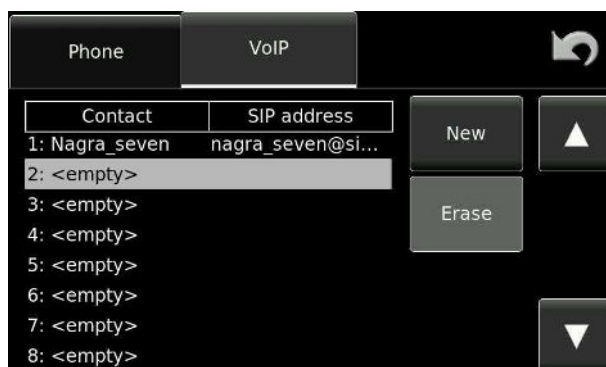 Phone VoIP
Contact SIP address
1: Nagra_seven nagra_seven@si...
2: <empty>
3: <empty>
4: <empty>
5: <empty>
6: <empty>
7: <empty>
8: <empty>
New
Erase